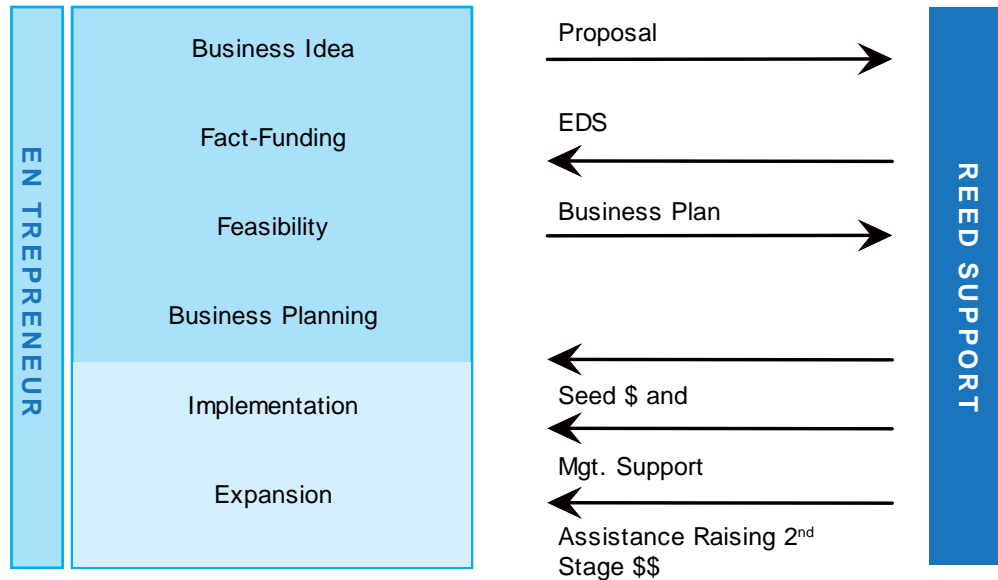 EN TREPRENEUR
Business Idea
Fact-Funding
Feasibility
Business Planning
Implementation
Expansion
Proposal
EDS
Business Plan
Seed $ and
Mgt. Support
Assistance Raising 2nd
Stage $$
REED SUPPORT